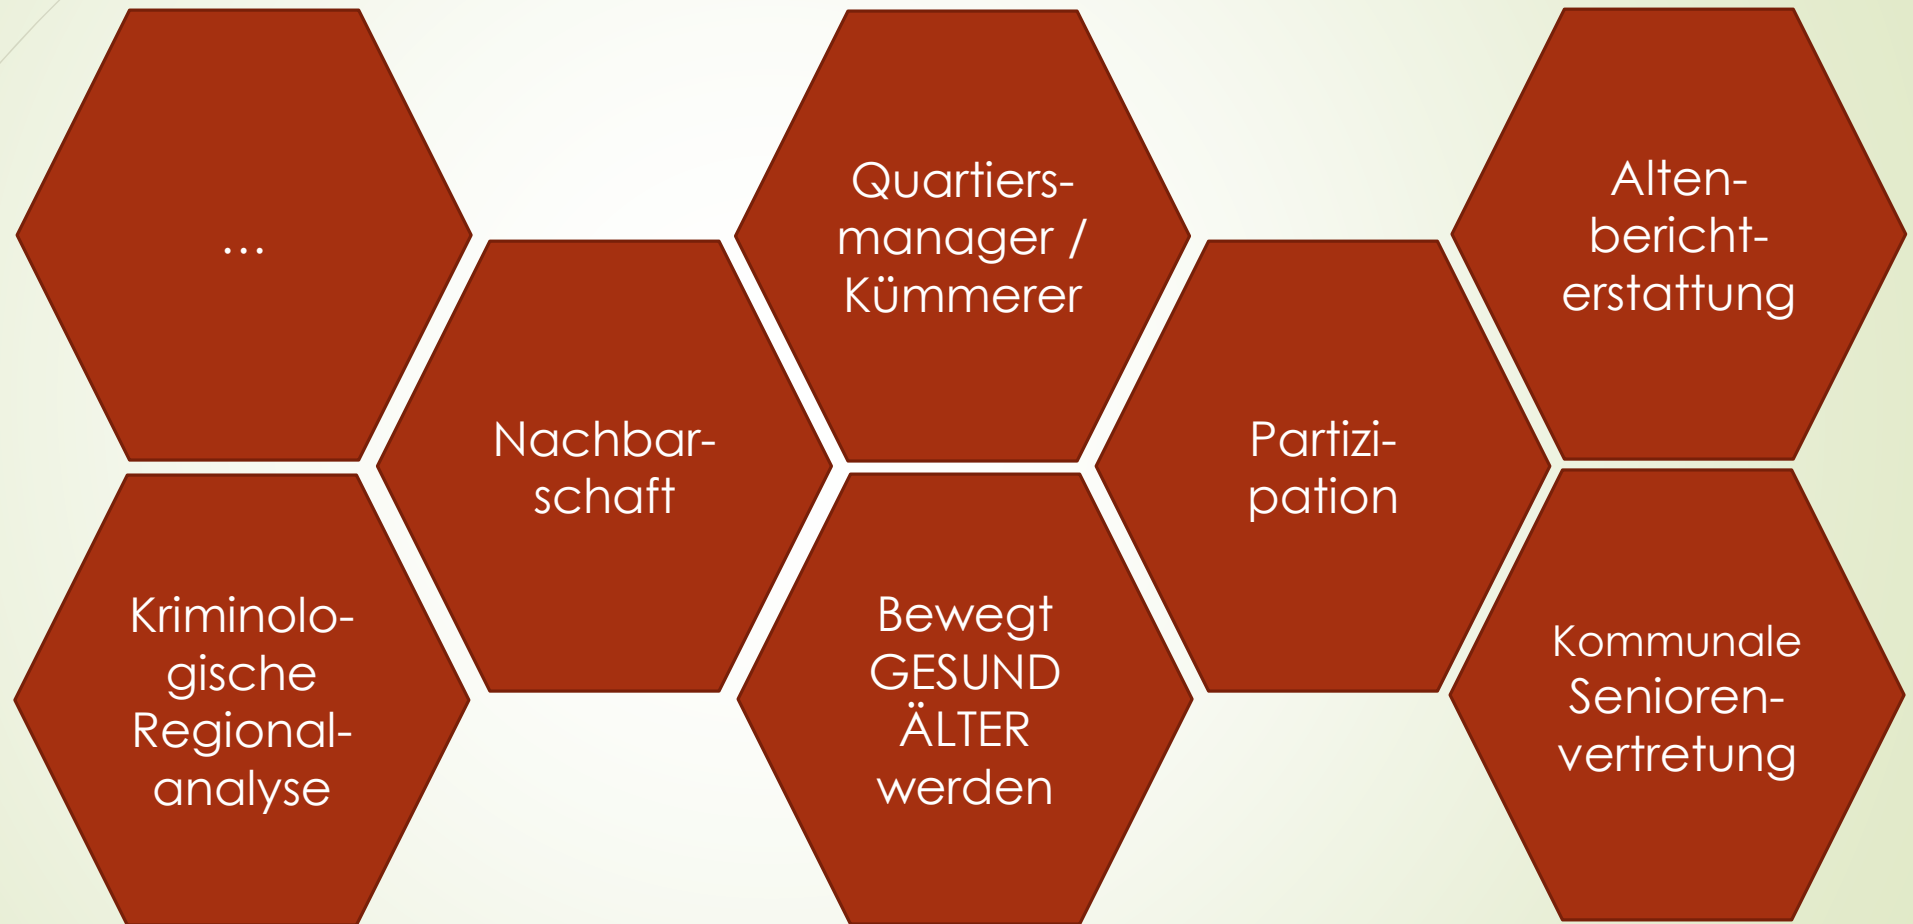 …
Quartiers-
manager /
Kümmerer
Alten-
bericht-
erstattung
Nachbar-
schaft
Partizi-
pation
Kriminolo-
gische
Regional-
analyse
Bewegt
GESUND
ÄLTER
werden
Kommunale
Senioren-
vertretung